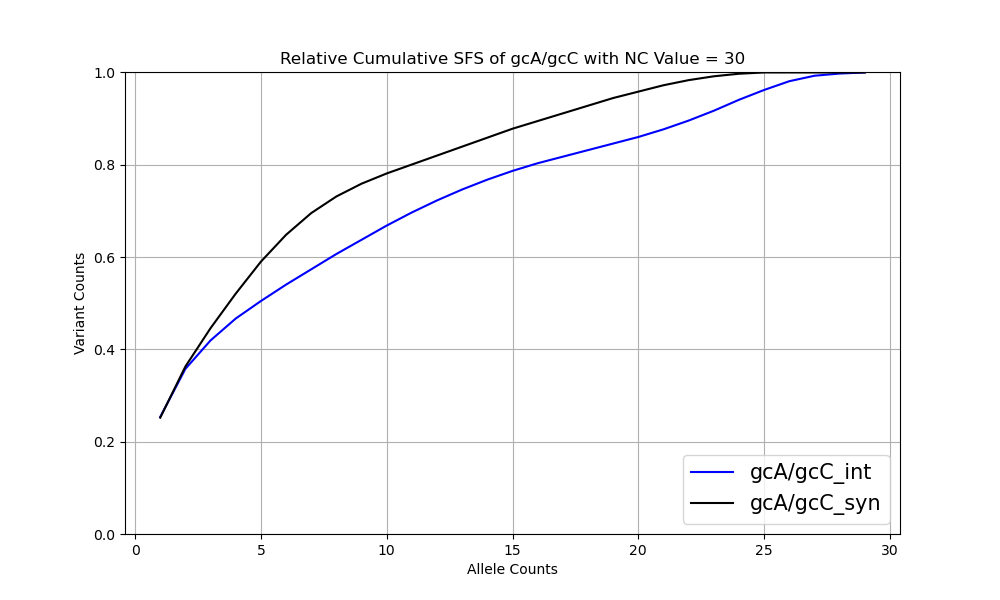 Relative Cumulative SFS of gcA/gcC with NC Value = 30
1.0
0.8
0.6
0.4
0.2
0.0
Variant Counts
0 5 10 15 20 25 30
Allele Counts
gcA/gcC_int
gcA/gcC_syn